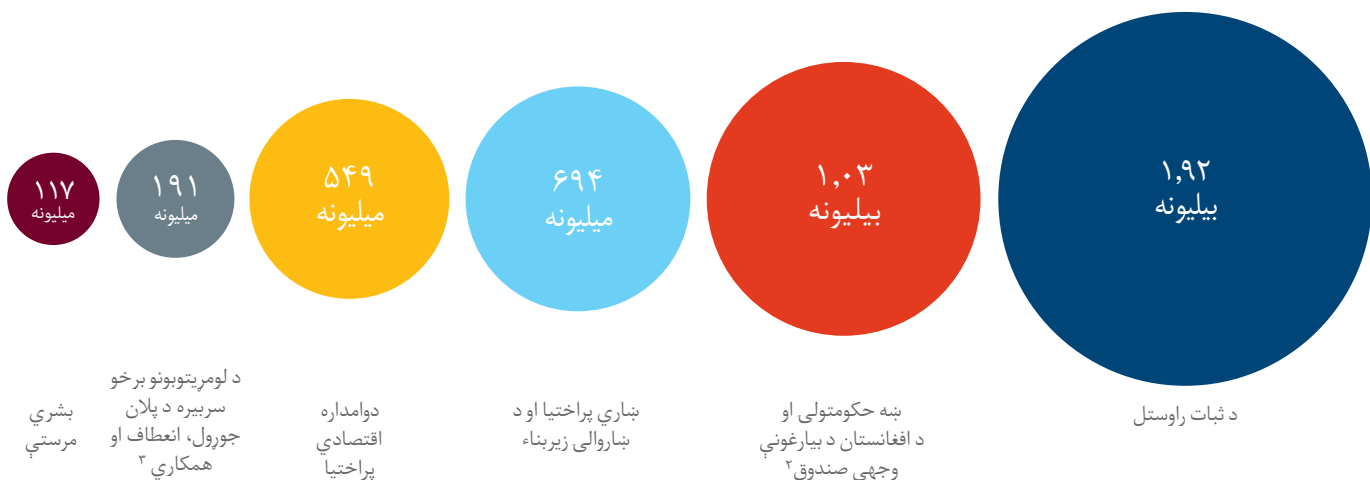 ۱,۹۲
بیلیونه
۱,۰۳
بیلیونه
۶۹۴
میلیونه
۵۴۹
میلیونه
۱۹۱
میلیونه
۱۱۷
میلیونه
د ثبات راوستل
ښه حکومتولی او
د افغانستان د بیارغونې
وجهی صندوق۲
ښاري پراختیا او د
ښاروالی زیربناء
دوامداره
اقتصادي
پراختیا
د لومړیتوبونو برخو
سربیره د پلان
جوړول، انعطاف او
همکاري ۳
بشري
مرستې